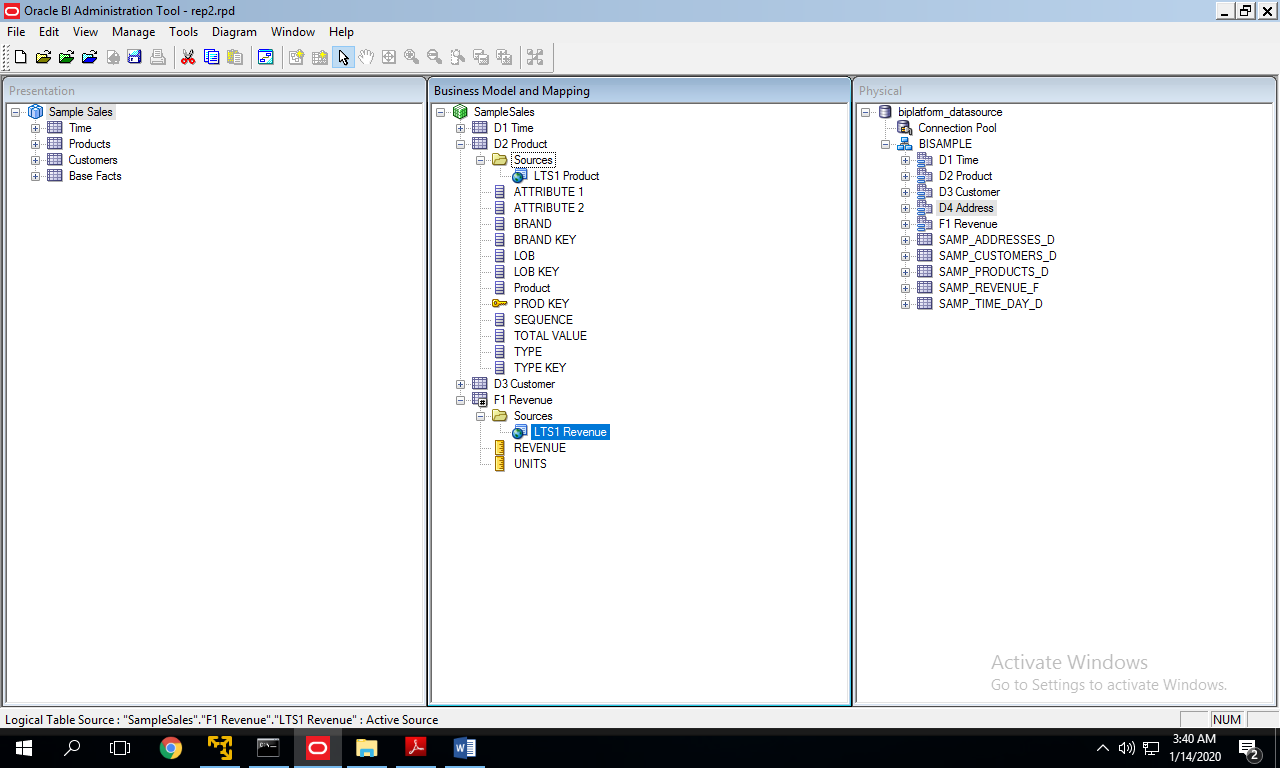 Oracle BI Administration Tool - rep2.rpd
File Edit View Manage Tools Diagram Window Help
Presentation
Sample Sales
Time
Products
Customers
Base Facts
Business Model and Mapping
SampleSales
D1 Time
D2 Product
Sources
LTS1 Product
ATTRIBUTE 1
ATTRIBUTE 2
BRAND
BRAND KEY
LOB
LOB KEY
Product
PROD KEY
SEQUENCE
TOTAL VALUE
TYPE
TYPE KEY
D3 Customer
F1 Revenue
Sources
LTS1 Revenue
REVENUE
UNITS
Physical
biplatform_datasource
Connection Pool
BISAMPLE
D1 Time
D2 Product
D3 Customer
D4 Address
F1 Revenue
SAMP_ADDRESSES_D
SAMP_CUSTOMERS_D
SAMP_PRODUCTS_D
SAMP_REVENUE_F
SAMP_TIME_DAY_D
Activate Windows
Go to Settings to activate Windows.
Logical Table Source : "SampleSales"."F1 Revenue"."LTS1 Revenue" : Active Source
NUM
3:40 AM
1/14/2020
2